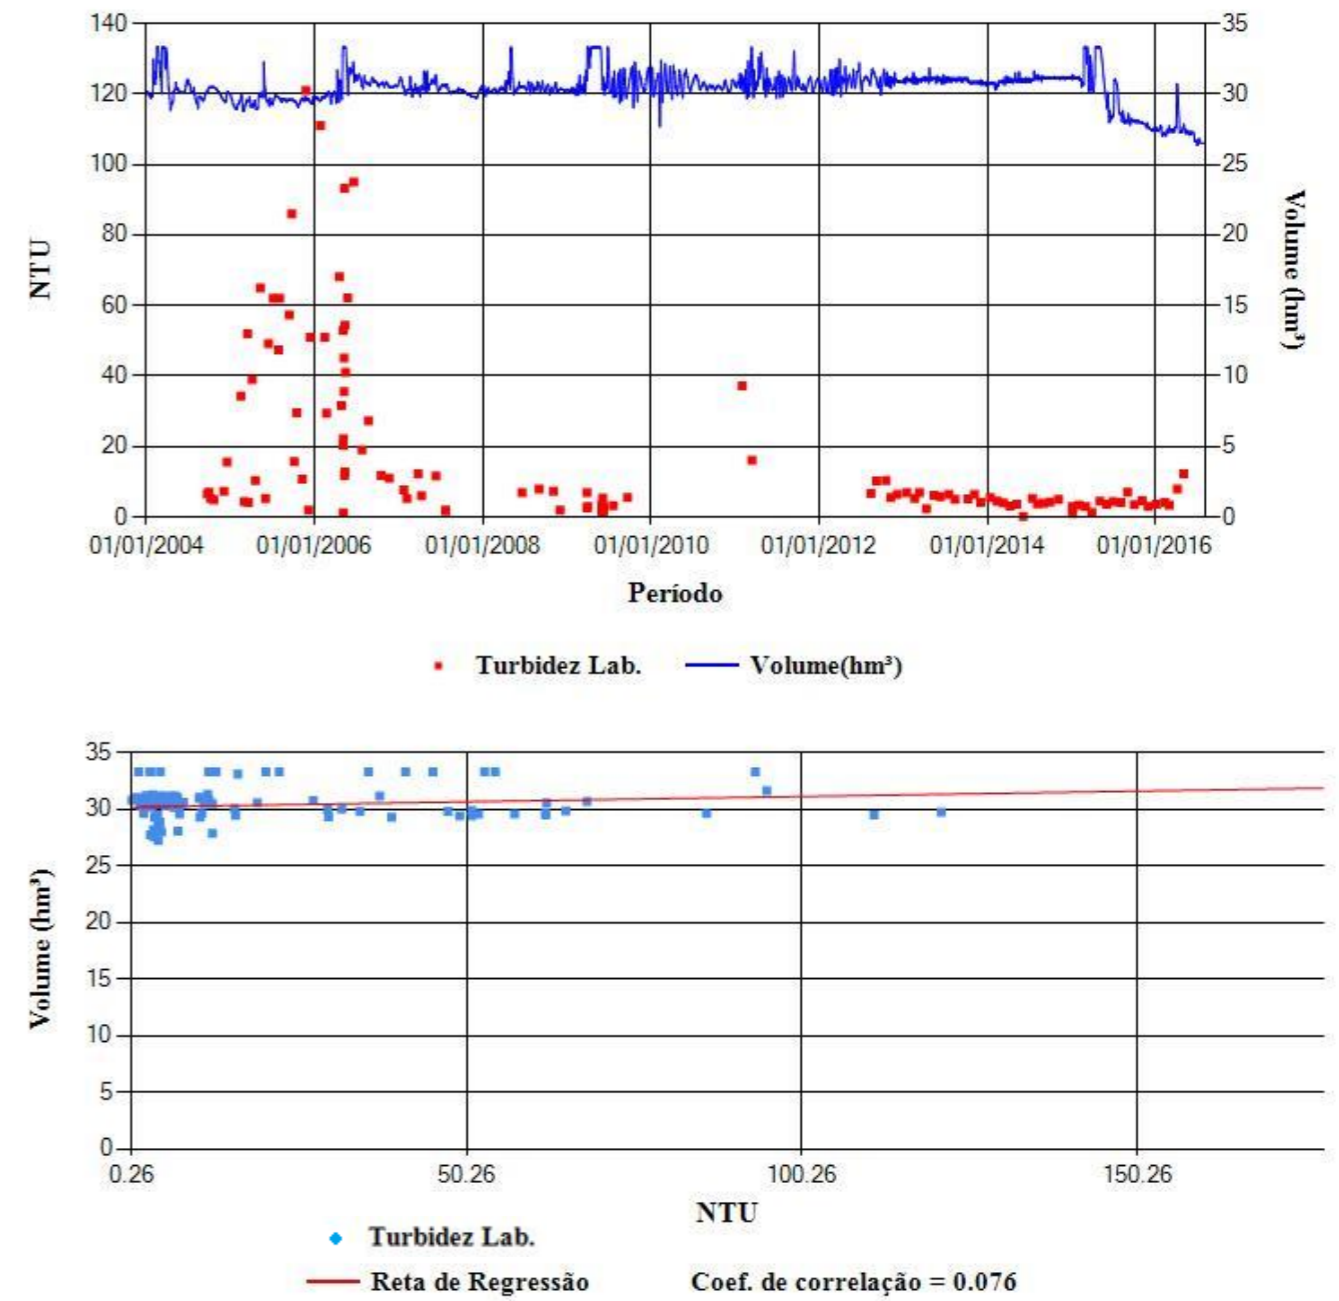 140
120
100
80
60
40
20
0
NTU
35
30
25
20
15
10
5
0
Volume (hm³)
01/01/2004 01/01/2006 01/01/2008 01/01/2010 01/01/2012 01/01/2014 01/01/2016
Período
Turbidez Lab. Volume(hm³)
35
30
25
20
15
10
5
0
Volume (hm³)
0.26 50.26 100.26 150.26
NTU
Turbidez Lab.
Reta de Regressão Coef. de correlação = 0.076